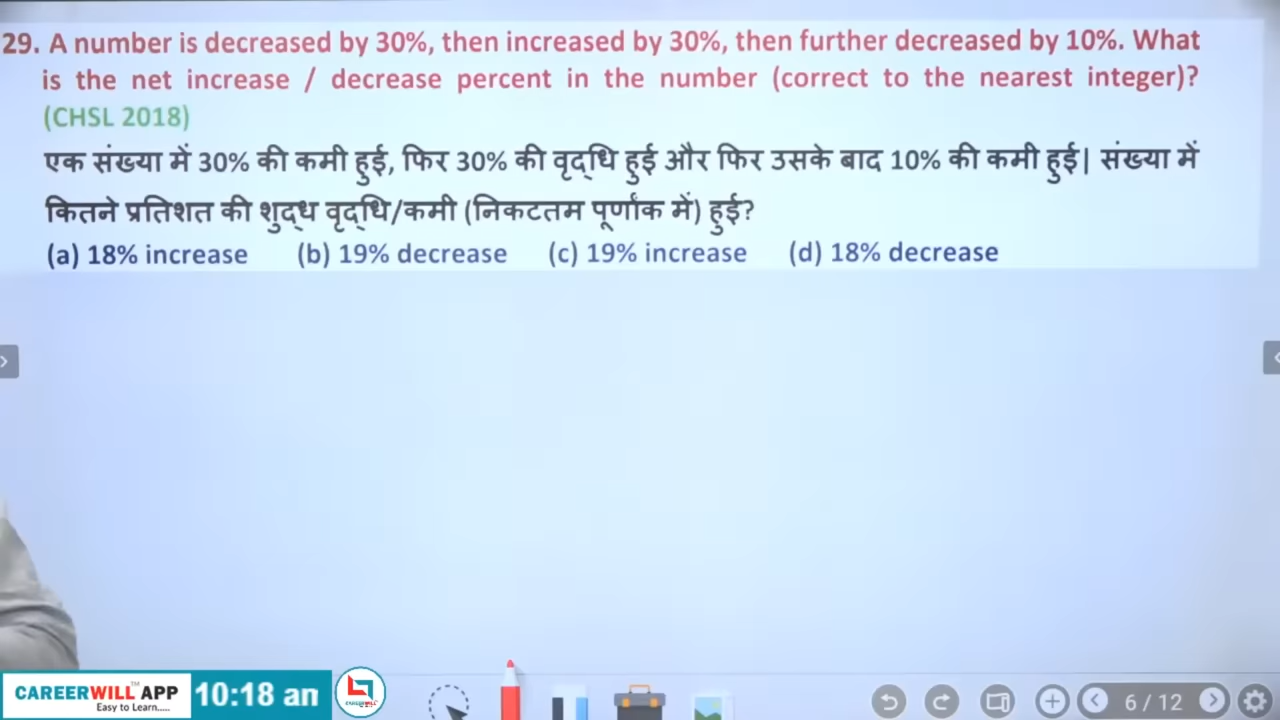 29. A number is decreased by 30%, then increased by 30%, then further decreased by 10%. What
is the net increase / decrease percent in the number (correct to the nearest integer)?
(CHSL 2018)
एक संख्या में 30% की कमी हुई, फिर 30% की वृद्धि हुई और फिर उसके बाद 10% की कमी हुई| संख्या में
कितने प्रतिशत की शुद्ध वृद्धि/कमी (निकटतम पूर्णांक में) हुई?
(a) 18% increase (b) 19% decrease (c) 19% increase (d) 18% decrease
CAREERWILL™ APP
Easy to Learn.....
10:18 an
CAREERWILL
6 / 12